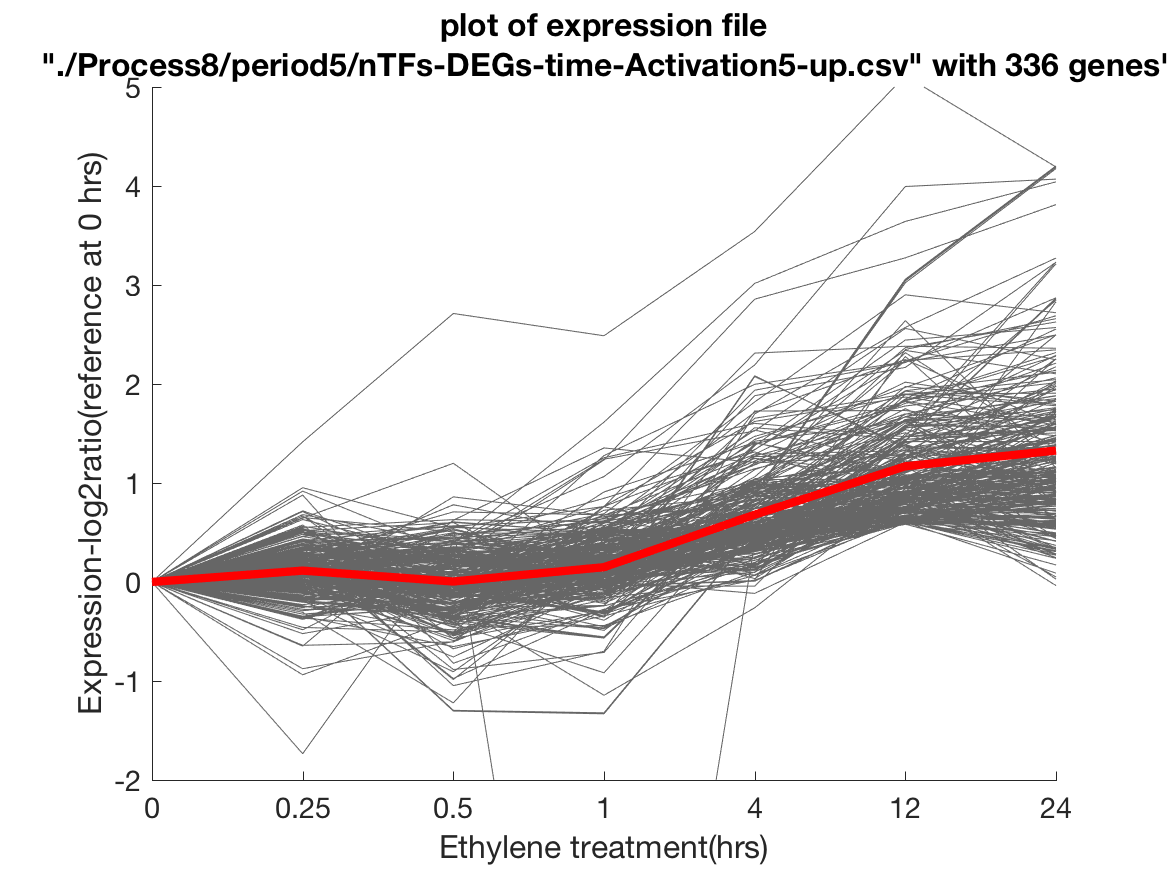 plot of expression file
"./Process8/period5/nTFs-DEGs-time-Activation5-up.csv" with 336 genes'
Expression-log2ratio(reference at 0 hrs)
5
4
3
2
1
0
-1
-2
0 0.25 0.5 1 4 12 24
Ethylene treatment(hrs)